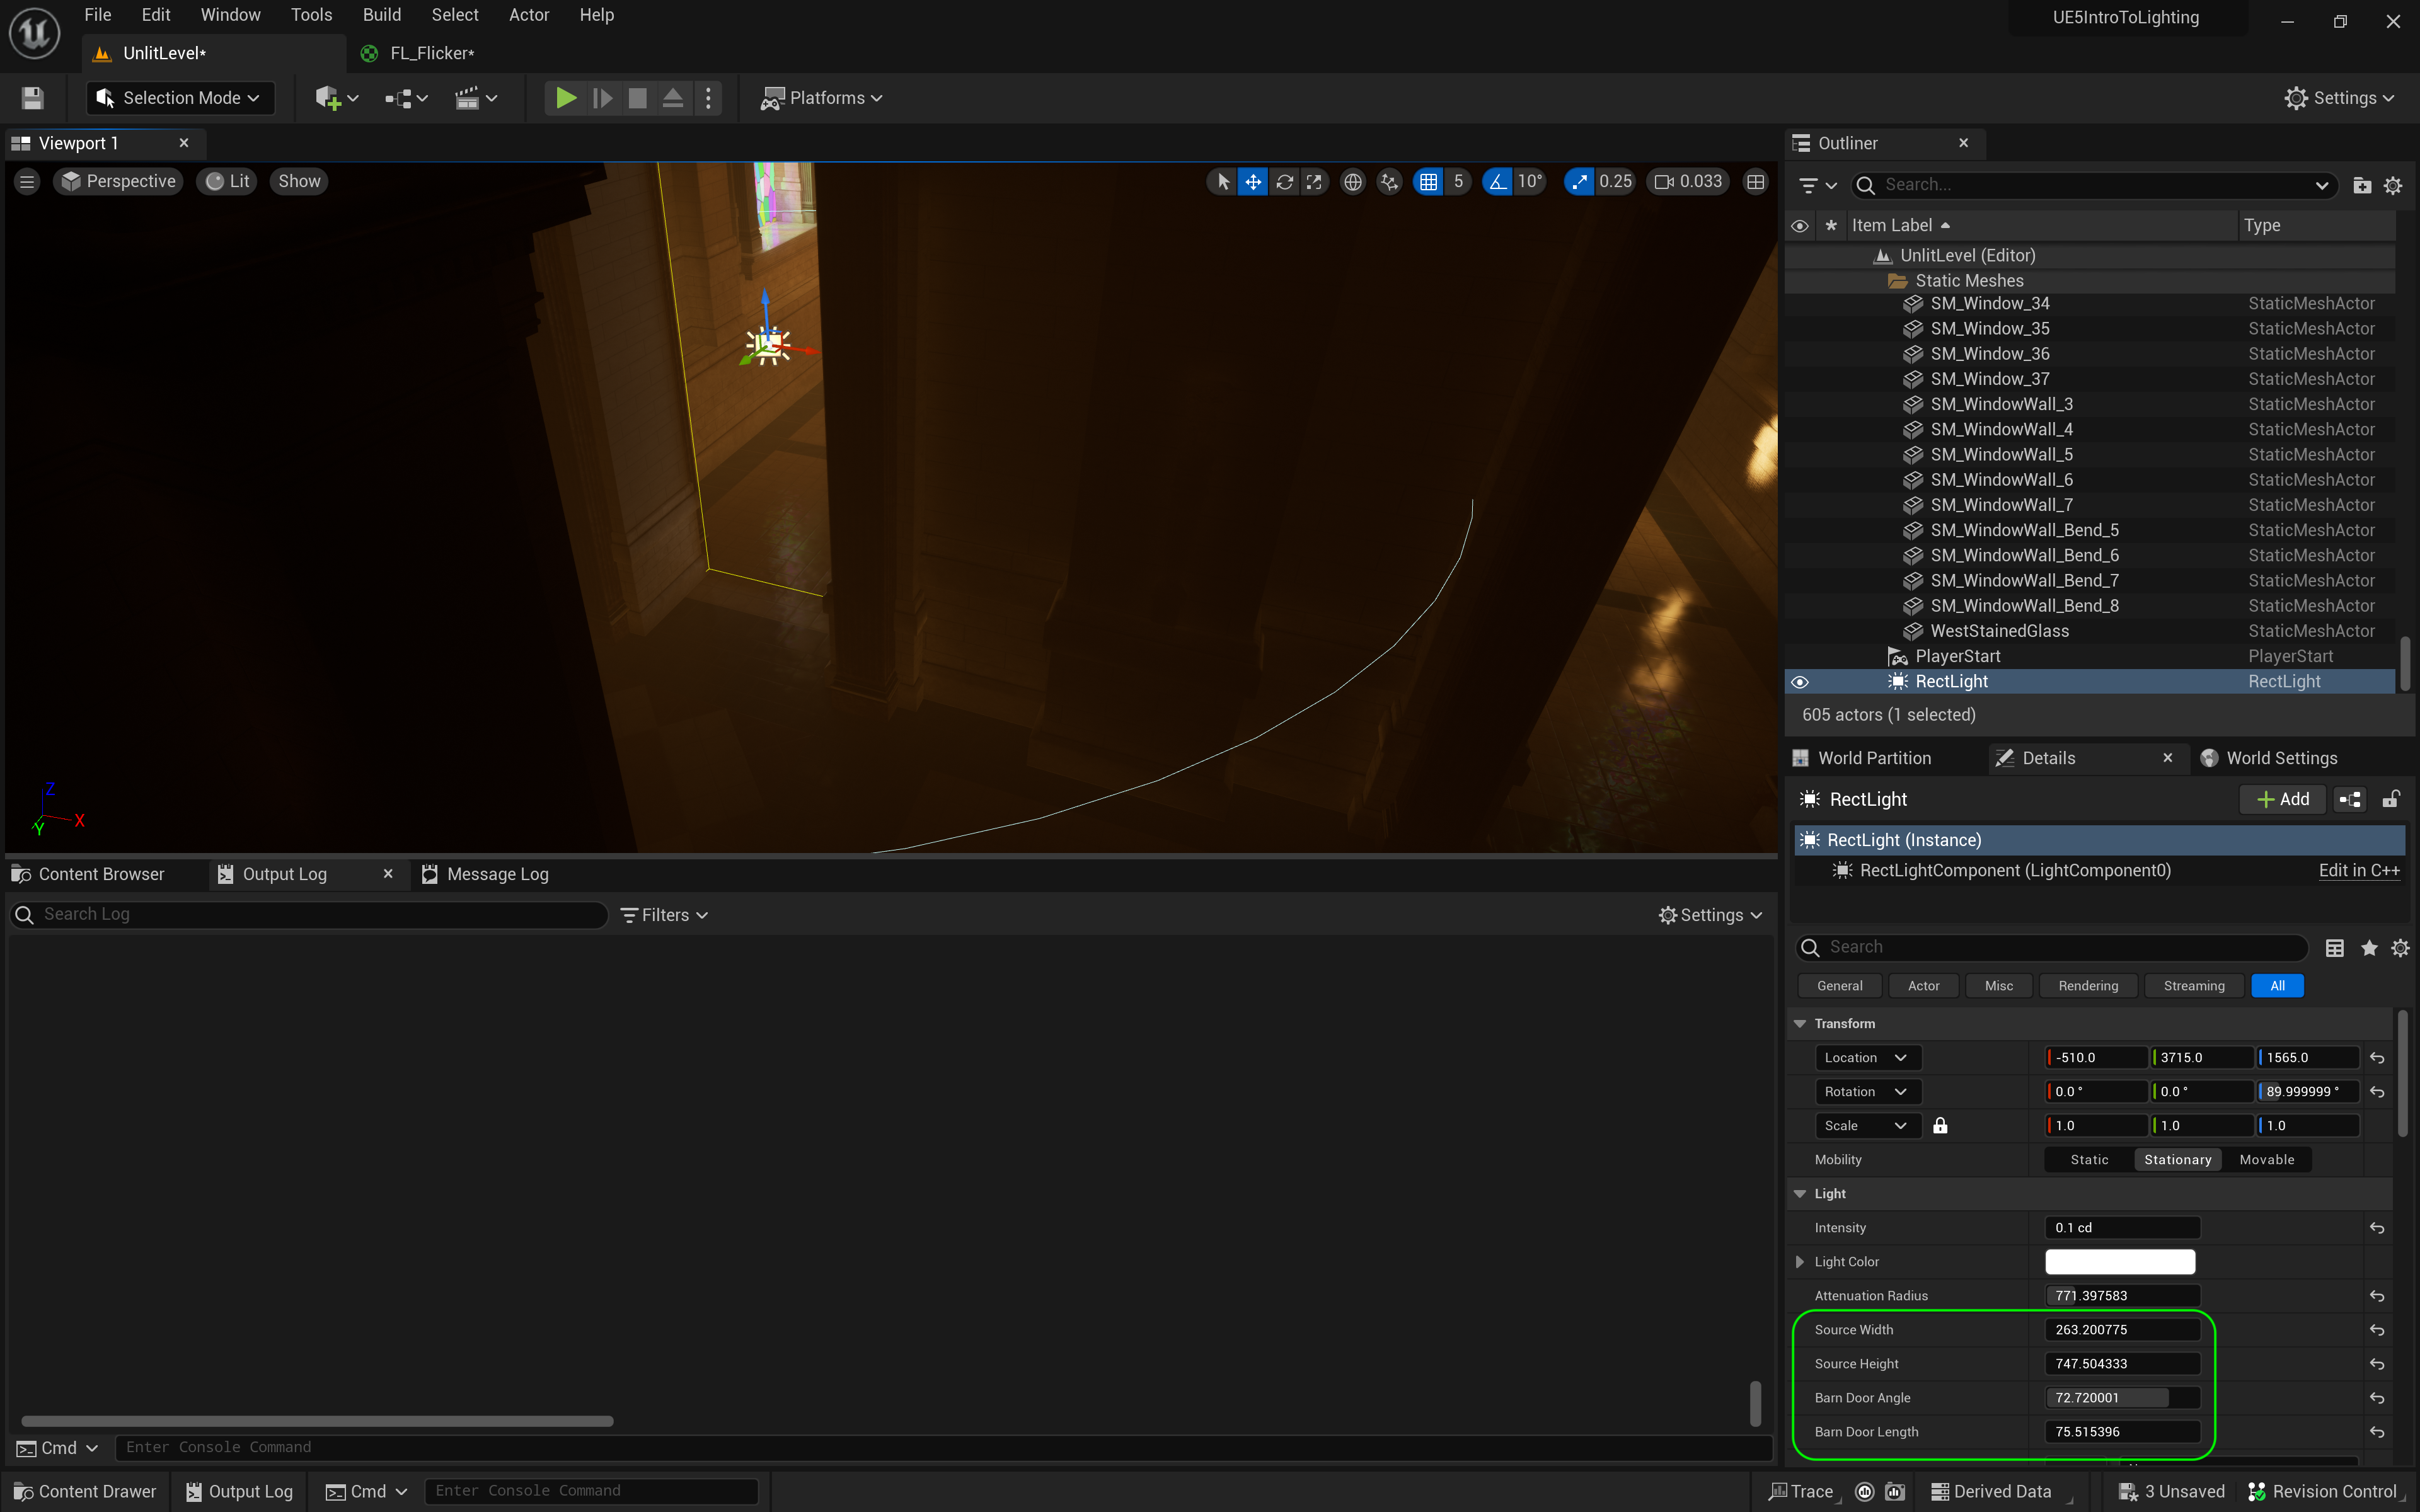 File Edit Window Tools Build Select Actor Help
UE5IntroToLighting
UnlitLevel*
FL_Flicker*
Selection Mode
Platforms
Settings
Viewport 1
Perspective
Lit
Show
5
10°
0.25
0.033
Z
X
Y
Content Browser
Output Log
Message Log
Search Log
Filters
Settings
Cmd
Enter Console Command
Outliner
Search...
Item Label
Type
UnlitLevel (Editor)
Static Meshes
SM_Window_34 StaticMeshActor
SM_Window_35 StaticMeshActor
SM_Window_36 StaticMeshActor
SM_Window_37 StaticMeshActor
SM_WindowWall_3 StaticMeshActor
SM_WindowWall_4 StaticMeshActor
SM_WindowWall_5 StaticMeshActor
SM_WindowWall_6 StaticMeshActor
SM_WindowWall_7 StaticMeshActor
SM_WindowWall_Bend_5 StaticMeshActor
SM_WindowWall_Bend_6 StaticMeshActor
SM_WindowWall_Bend_7 StaticMeshActor
SM_WindowWall_Bend_8 StaticMeshActor
WestStainedGlass StaticMeshActor
PlayerStart PlayerStart
RectLight RectLight
605 actors (1 selected)
World Partition
Details
World Settings
RectLight
Add
RectLight (Instance)
RectLightComponent (LightComponent0) Edit in C++
Search
General Actor Misc Rendering Streaming All
Transform
Location -510.0 3715.0 1565.0
Rotation 0.0 ° 0.0 ° 89.999999 °
Scale 1.0 1.0 1.0
Mobility Static Stationary Movable
Light
Intensity 0.1 cd
Light Color
Attenuation Radius 771.397583
Source Width 263.200775
Source Height 747.504333
Barn Door Angle 72.720001
Barn Door Length 75.515396
Content Drawer
Output Log
Cmd
Enter Console Command
Trace
Derived Data
3 Unsaved
Revision Control